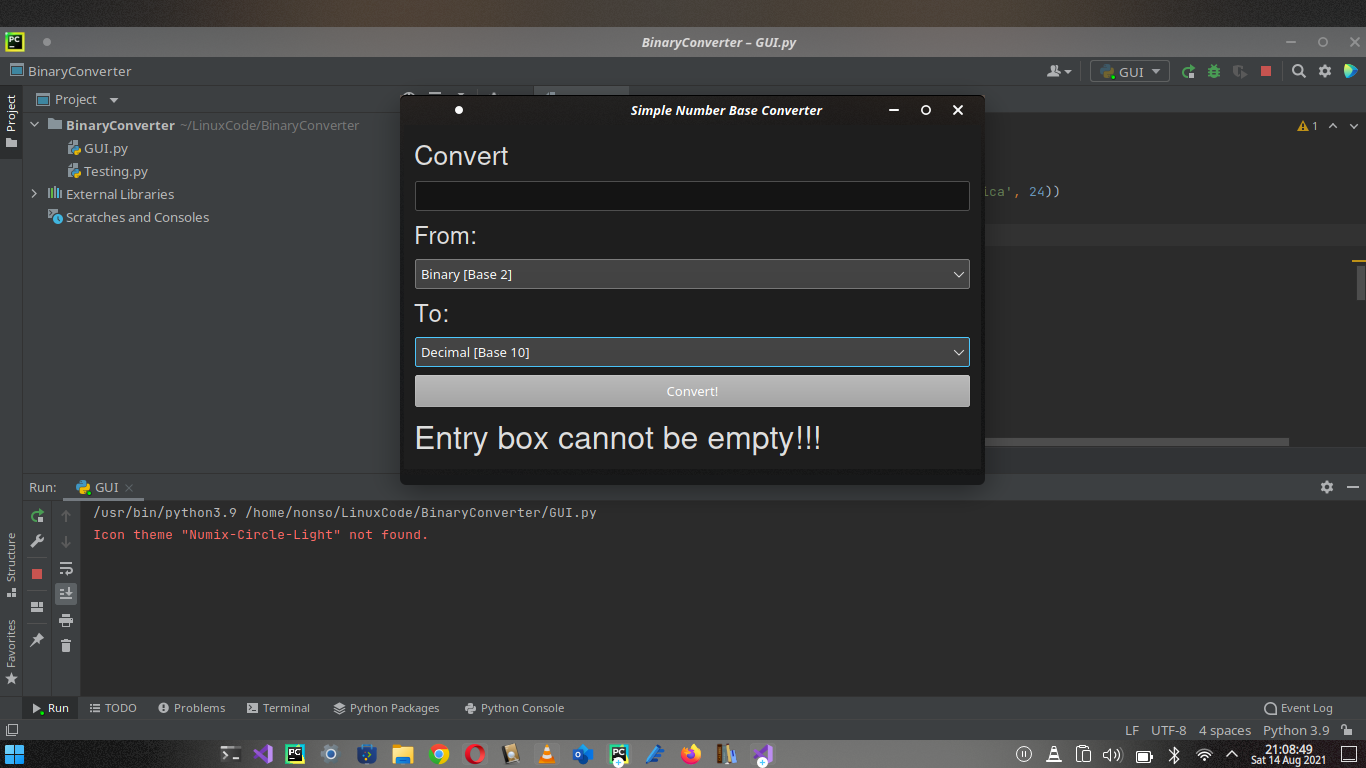 BinaryConverter – GUI.py
BinaryConverter
GUI
Project
Project
BinaryConverter ~/LinuxCode/BinaryConverter
GUI.py
Testing.py
External Libraries
Scratches and Consoles
1
ica', 24))
Simple Number Base Converter
Convert
From:
Binary [Base 2]
To:
Decimal [Base 10]
Convert!
Entry box cannot be empty!!!
Run: GUI
/usr/bin/python3.9 /home/nonso/LinuxCode/BinaryConverter/GUI.py
Icon theme "Numix-Circle-Light" not found.
Structure
Favorites
Run TODO Problems Terminal Python Packages Python Console Event Log
LF UTF-8 4 spaces Python 3.9
21:08:49
Sat 14 Aug 2021